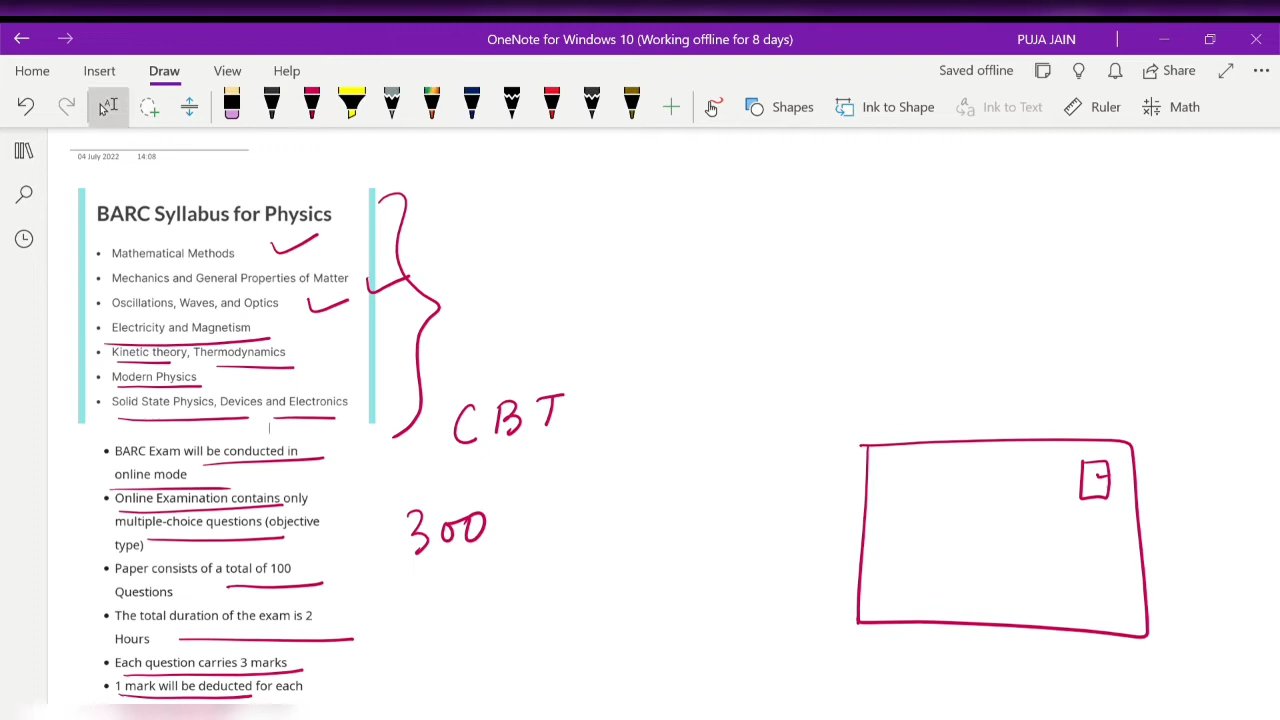 OneNote for Windows 10 (Working offline for 8 days)
PUJA JAIN
Home Insert Draw View Help
Saved offline
Share
Shapes
Ink to Shape
Ink to Text
Ruler
Math
04 July 2022 14:08
BARC Syllabus for Physics
• Mathematical Methods
• Mechanics and General Properties of Matter
• Oscillations, Waves, and Optics
• Electricity and Magnetism
• Kinetic theory, Thermodynamics
• Modern Physics
• Solid State Physics, Devices and Electronics
CBT
• BARC Exam will be conducted in
online mode
• Online Examination contains only
multiple-choice questions (objective
type)
300
• Paper consists of a total of 100
Questions
• The total duration of the exam is 2
Hours
• Each question carries 3 marks
• 1 mark will be deducted for each